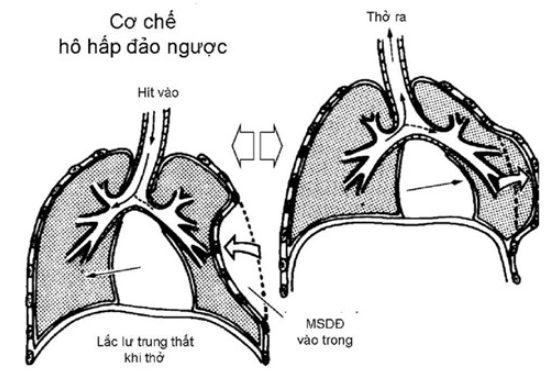 Cơ chế
hô hấp đảo ngược
Thở ra
Hít vào
MSDĐ
vào trong
Lắc lư trung thất
khi thở